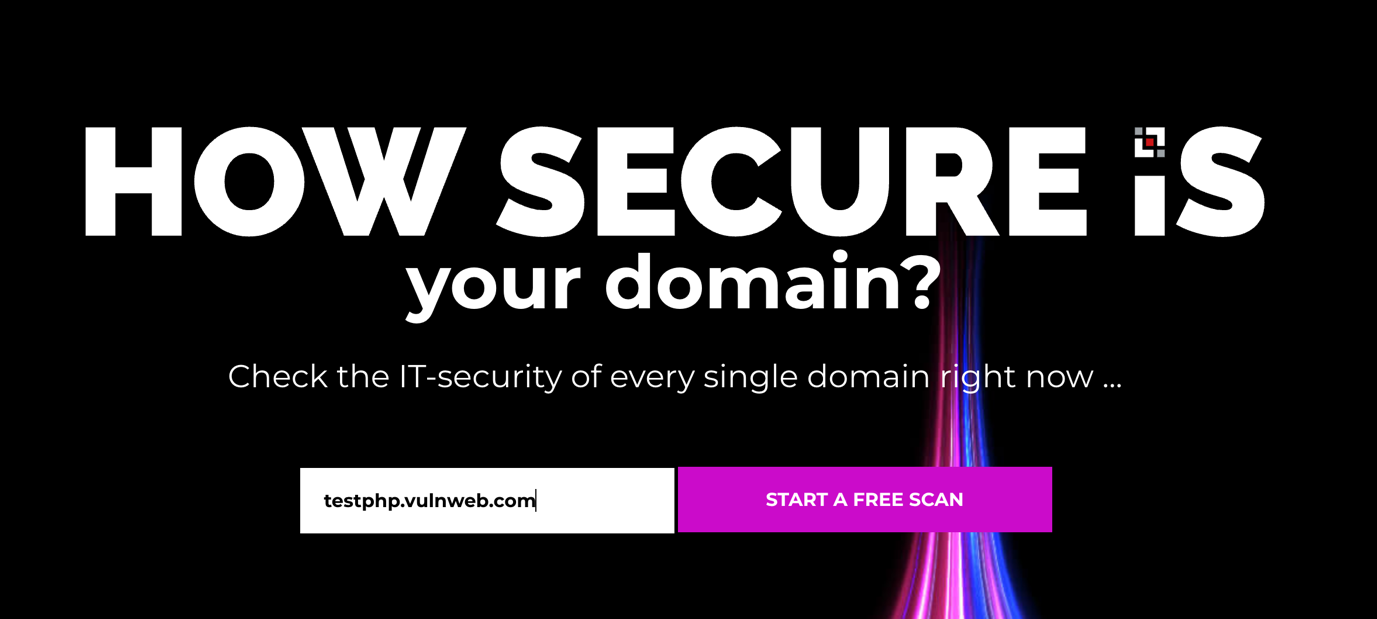 HOW SECURE iS
your domain?
Check the IT-security of every single domain right now ...
testphp.vulnweb.com
START A FREE SCAN